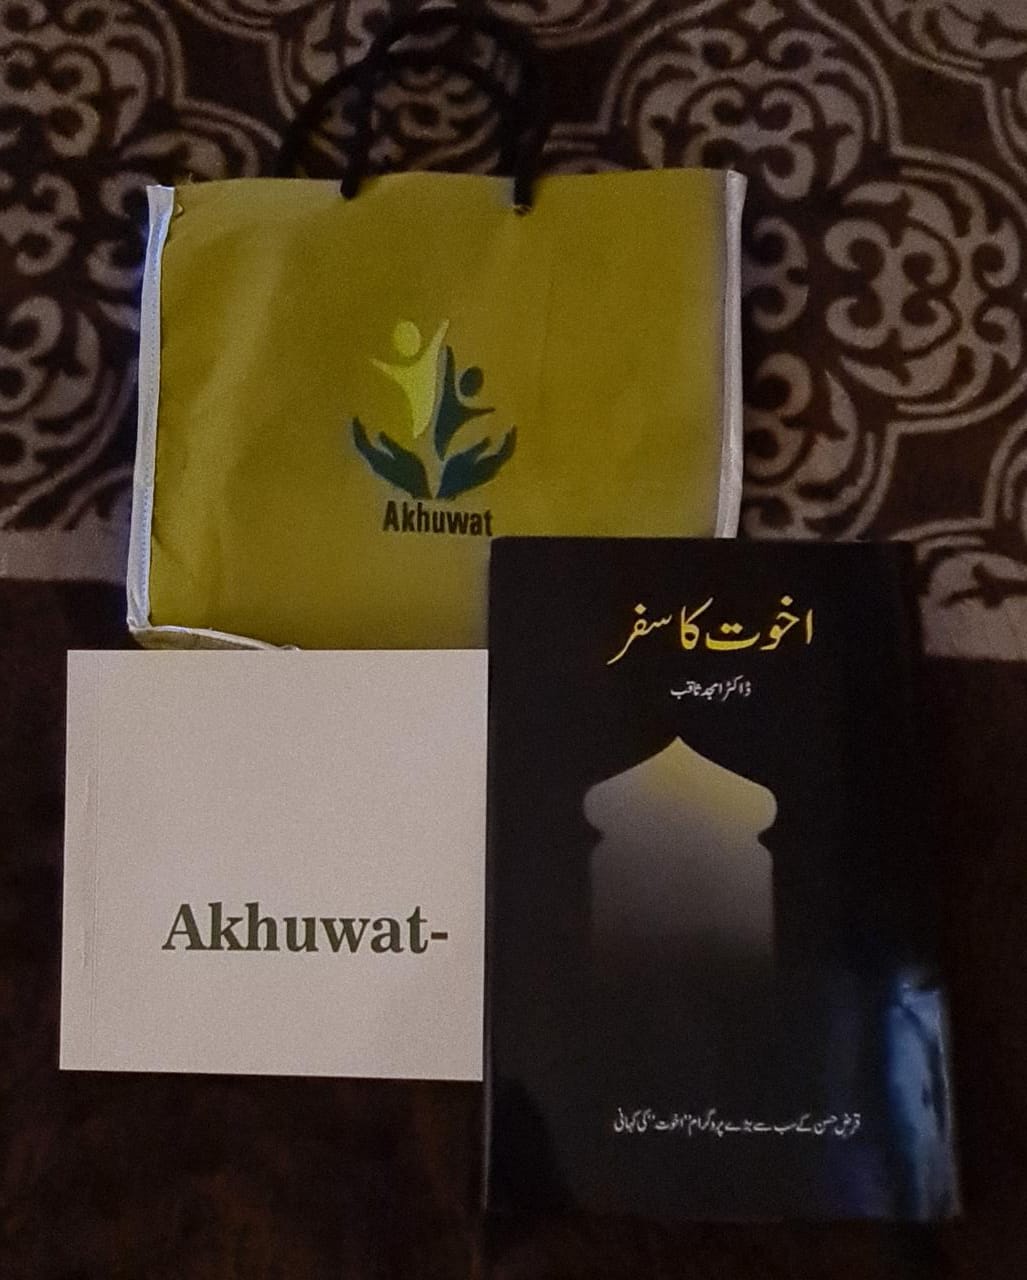 Akhuwat
اخوت کا سفر
ڈاکٹر امجد ثاقب
Akhuwat-
قرضِ حسن کے سب سے بڑے پروگرام "اخوت" کی کہانی